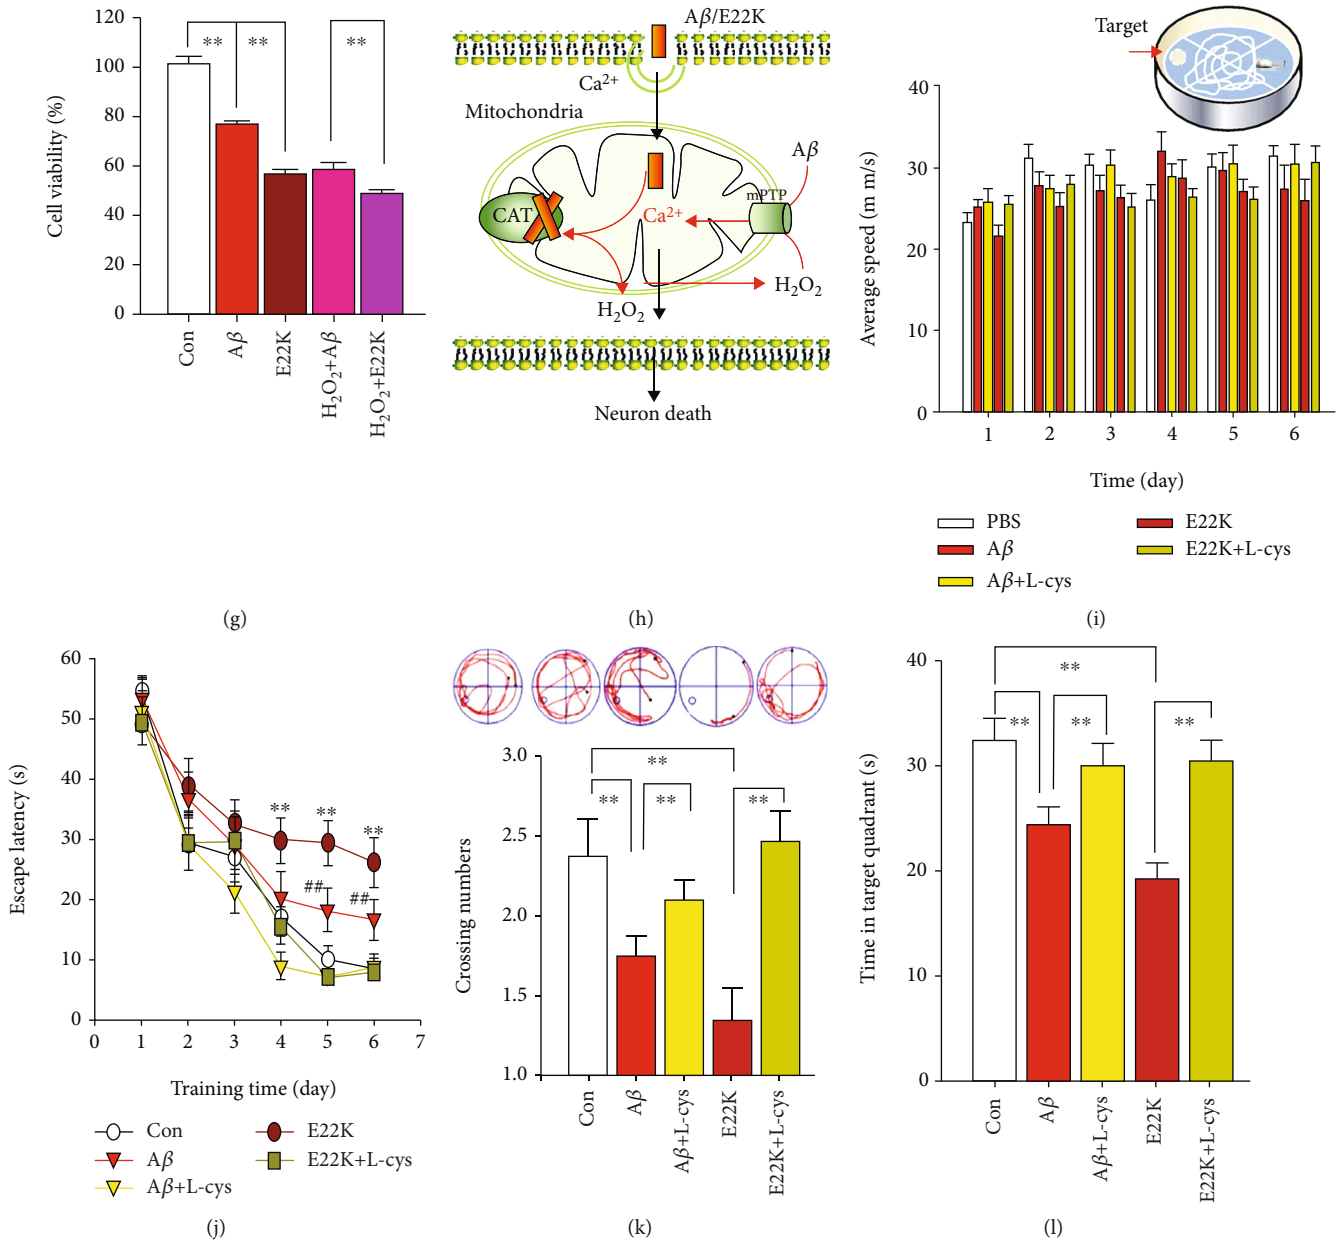 120
100
80
60
40
20
0
Cell viability (%)
** ** **
Con
Aβ
E22K
H₂O₂+Aβ
H₂O₂+E22K
(g)
Aβ/E22K
Ca²⁺
Mitochondria
CAT
Ca²⁺
mPTP
Aβ
H₂O₂
H₂O₂
Neuron death
(h)
Target
40
30
20
10
0
Average speed (m m/s)
1 2 3 4 5 6
Time (day)
PBS
Aβ
Aβ+L-cys
E22K
E22K+L-cys
(i)
60
50
40
30
20
10
0
Escape latency (s)
** ** **
## ##
0 1 2 3 4 5 6 7
Training time (day)
Con
Aβ
Aβ+L-cys
E22K
E22K+L-cys
(j)
3.0
2.5
2.0
1.5
1.0
Crossing numbers
**
** ** **
Con
Aβ
Aβ+L-cys
E22K
E22K+L-cys
(k)
40
30
20
10
0
Time in target quadrant (s)
**
** ** **
Con
Aβ
Aβ+L-cys
E22K
E22K+L-cys
(l)